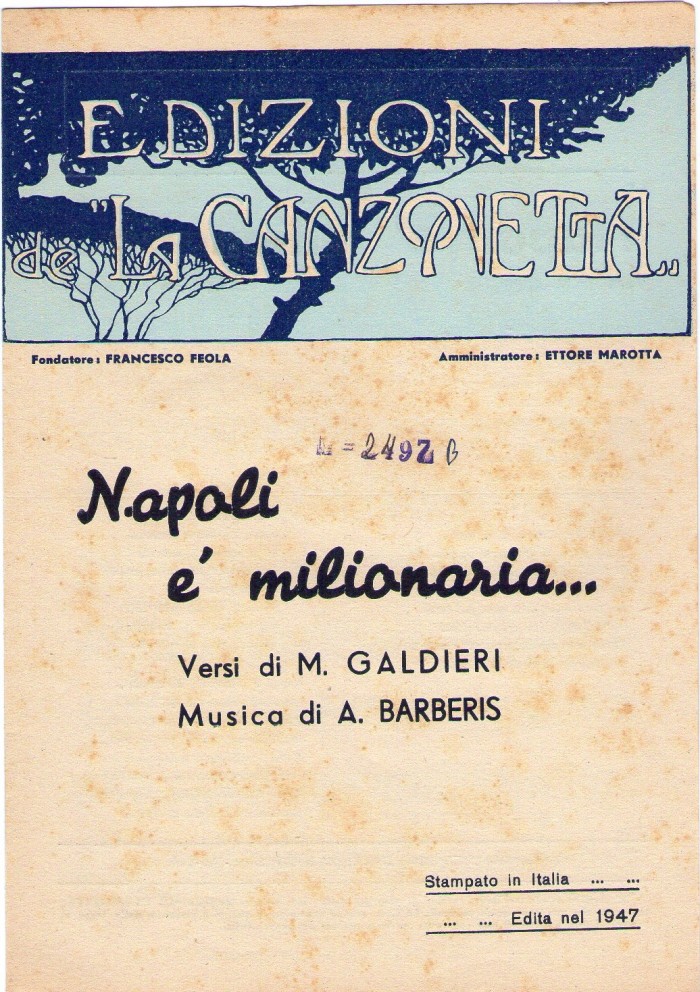 EDIZIONI
de "LA CANZONETTA"
Fondatore: FRANCESCO FEOLA
Amministratore: ETTORE MAROTTA
L = 2492 B
Napoli
e' milionaria...
Versi di M. GALDIERI
Musica di A. BARBERIS
Stampato in Italia ... ...
... ... Edita nel 1947